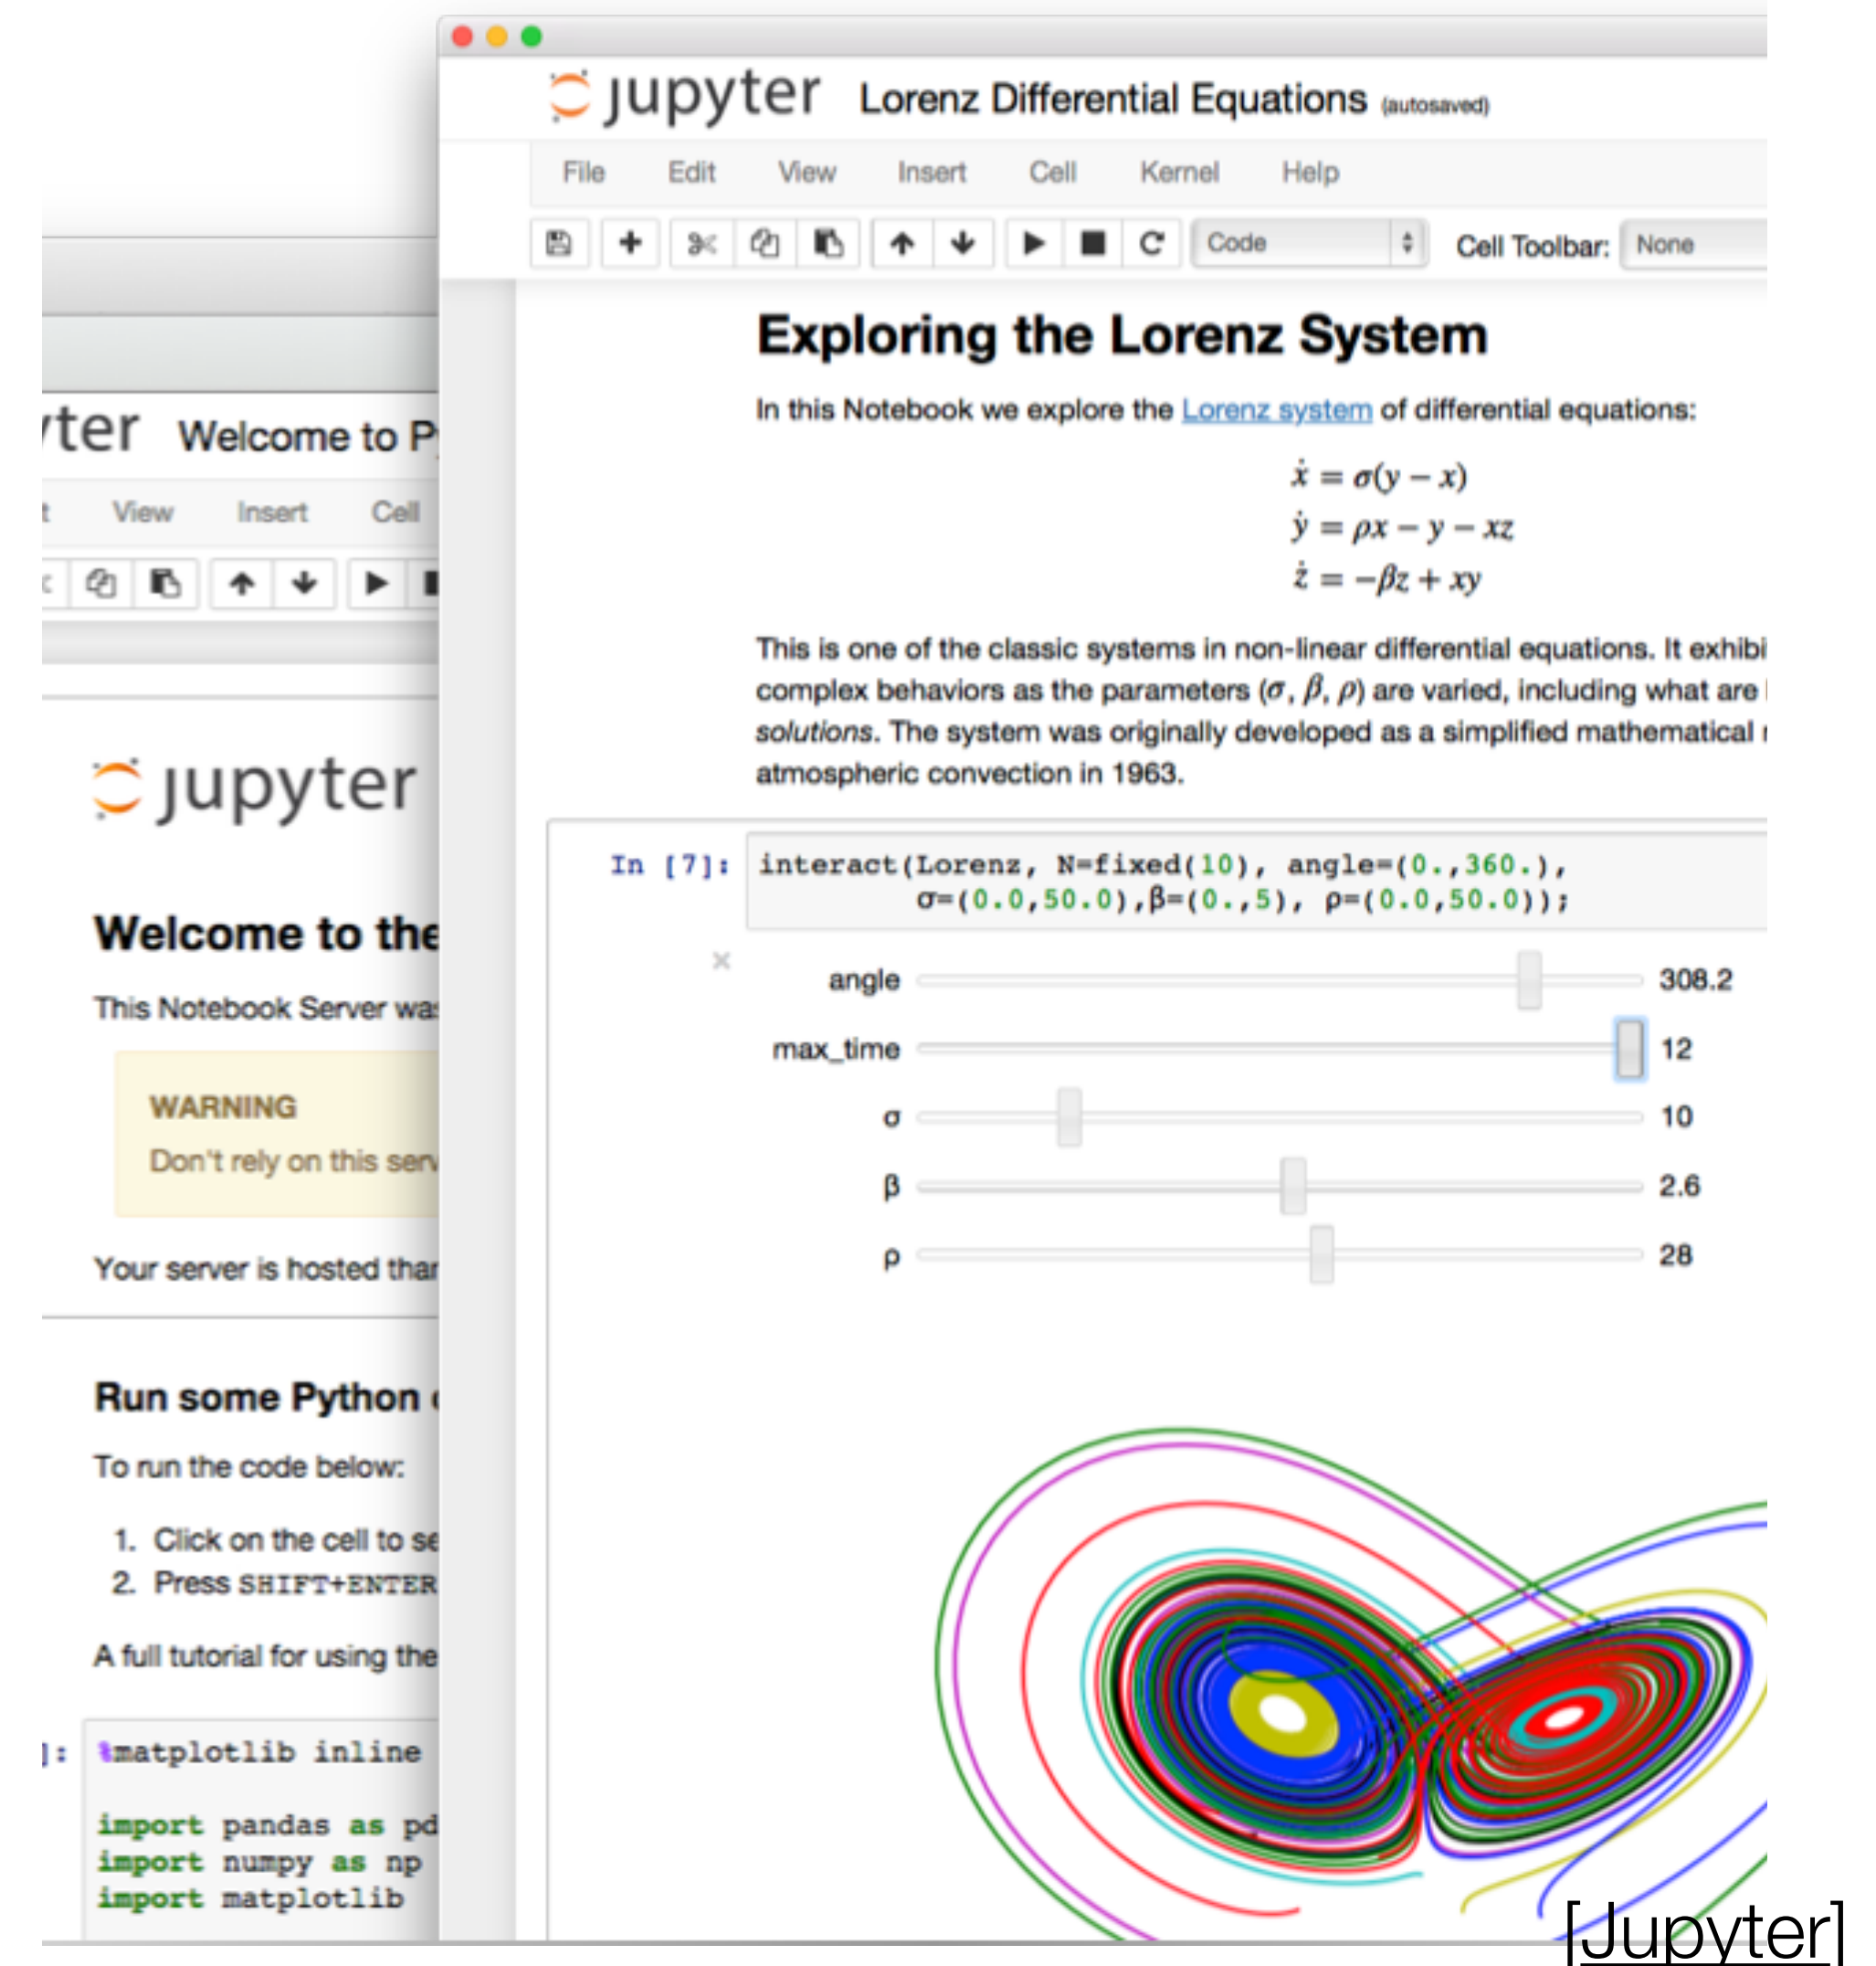 jupyter Lorenz Differential Equations (autosaved)
File Edit View Insert Cell Kernel Help
Code Cell Toolbar: None
Exploring the Lorenz System
In this Notebook we explore the Lorenz system of differential equations:
ẋ = σ(y − x)
ẏ = ρx − y − xz
ż = −βz + xy
This is one of the classic systems in non-linear differential equations. It exhibi
complex behaviors as the parameters (σ, β, ρ) are varied, including what are
solutions. The system was originally developed as a simplified mathematical
atmospheric convection in 1963.
In [7]: interact(Lorenz, N=fixed(10), angle=(0.,360.),
σ=(0.0,50.0),β=(0.,5), ρ=(0.0,50.0));
× angle 308.2
max_time 12
σ 10
β 2.6
ρ 28
yter Welcome to P
t View Insert Cell
jupyter
Welcome to the
This Notebook Server was
WARNING
Don't rely on this serv
Your server is hosted than
Run some Python
To run the code below:
1. Click on the cell to se
2. Press SHIFT+ENTER
A full tutorial for using the
]: %matplotlib inline
import pandas as pd
import numpy as np
import matplotlib
[Jupyter]